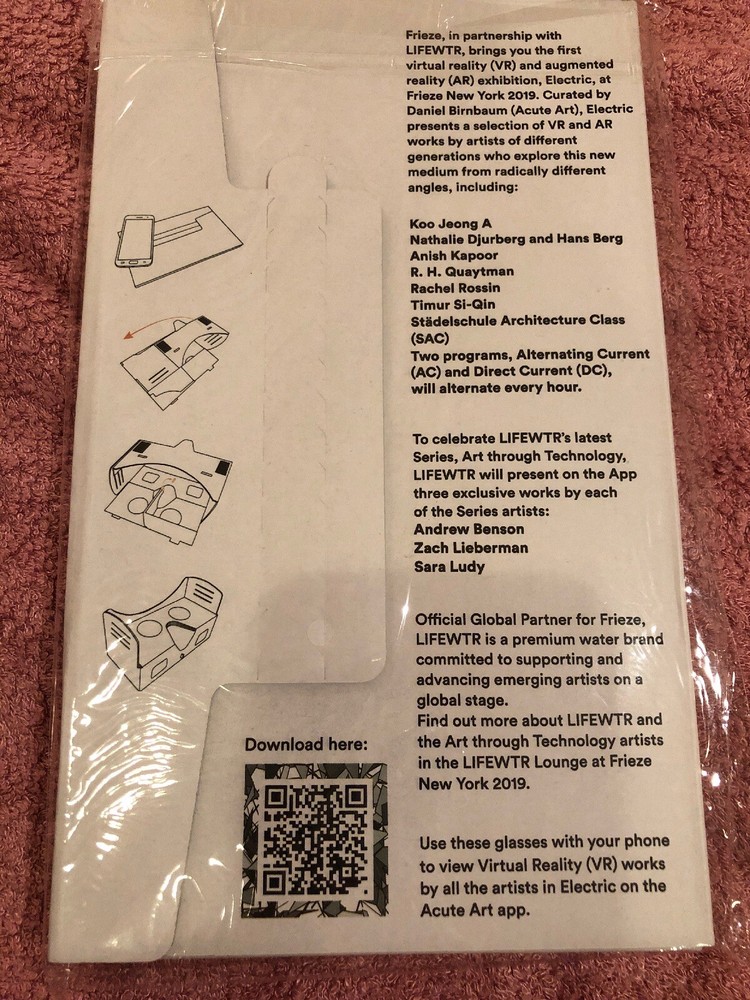 Frieze, in partnership with
LIFEWTR, brings you the first
virtual reality (VR) and augmented
reality (AR) exhibition, Electric, at
Frieze New York 2019. Curated by
Daniel Birnbaum (Acute Art), Electric
presents a selection of VR and AR
works by artists of different
generations who explore this new
medium from radically different
angles, including:
Koo Jeong A
Nathalie Djurberg and Hans Berg
Anish Kapoor
R. H. Quaytman
Rachel Rossin
Timur Si-Qin
Städelschule Architecture Class
(SAC)
Two programs, Alternating Current
(AC) and Direct Current (DC),
will alternate every hour.
To celebrate LIFEWTR's latest
Series, Art through Technology,
LIFEWTR will present on the App
three exclusive works by each
of the Series artists:
Andrew Benson
Zach Lieberman
Sara Ludy
Official Global Partner for Frieze,
LIFEWTR is a premium water brand
committed to supporting and
advancing emerging artists on a
global stage.
Find out more about LIFEWTR and
the Art through Technology artists
in the LIFEWTR Lounge at Frieze
New York 2019.
Download here:
Use these glasses with your phone
to view Virtual Reality (VR) works
by all the artists in Electric on the
Acute Art app.